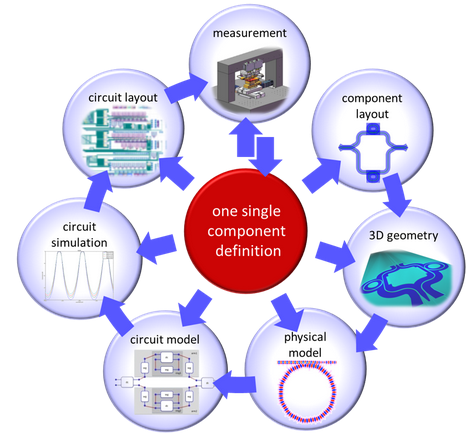 measurement
circuit layout
component
layout
one single
component
definition
circuit
simulation
3D geometry
circuit model
physical
model